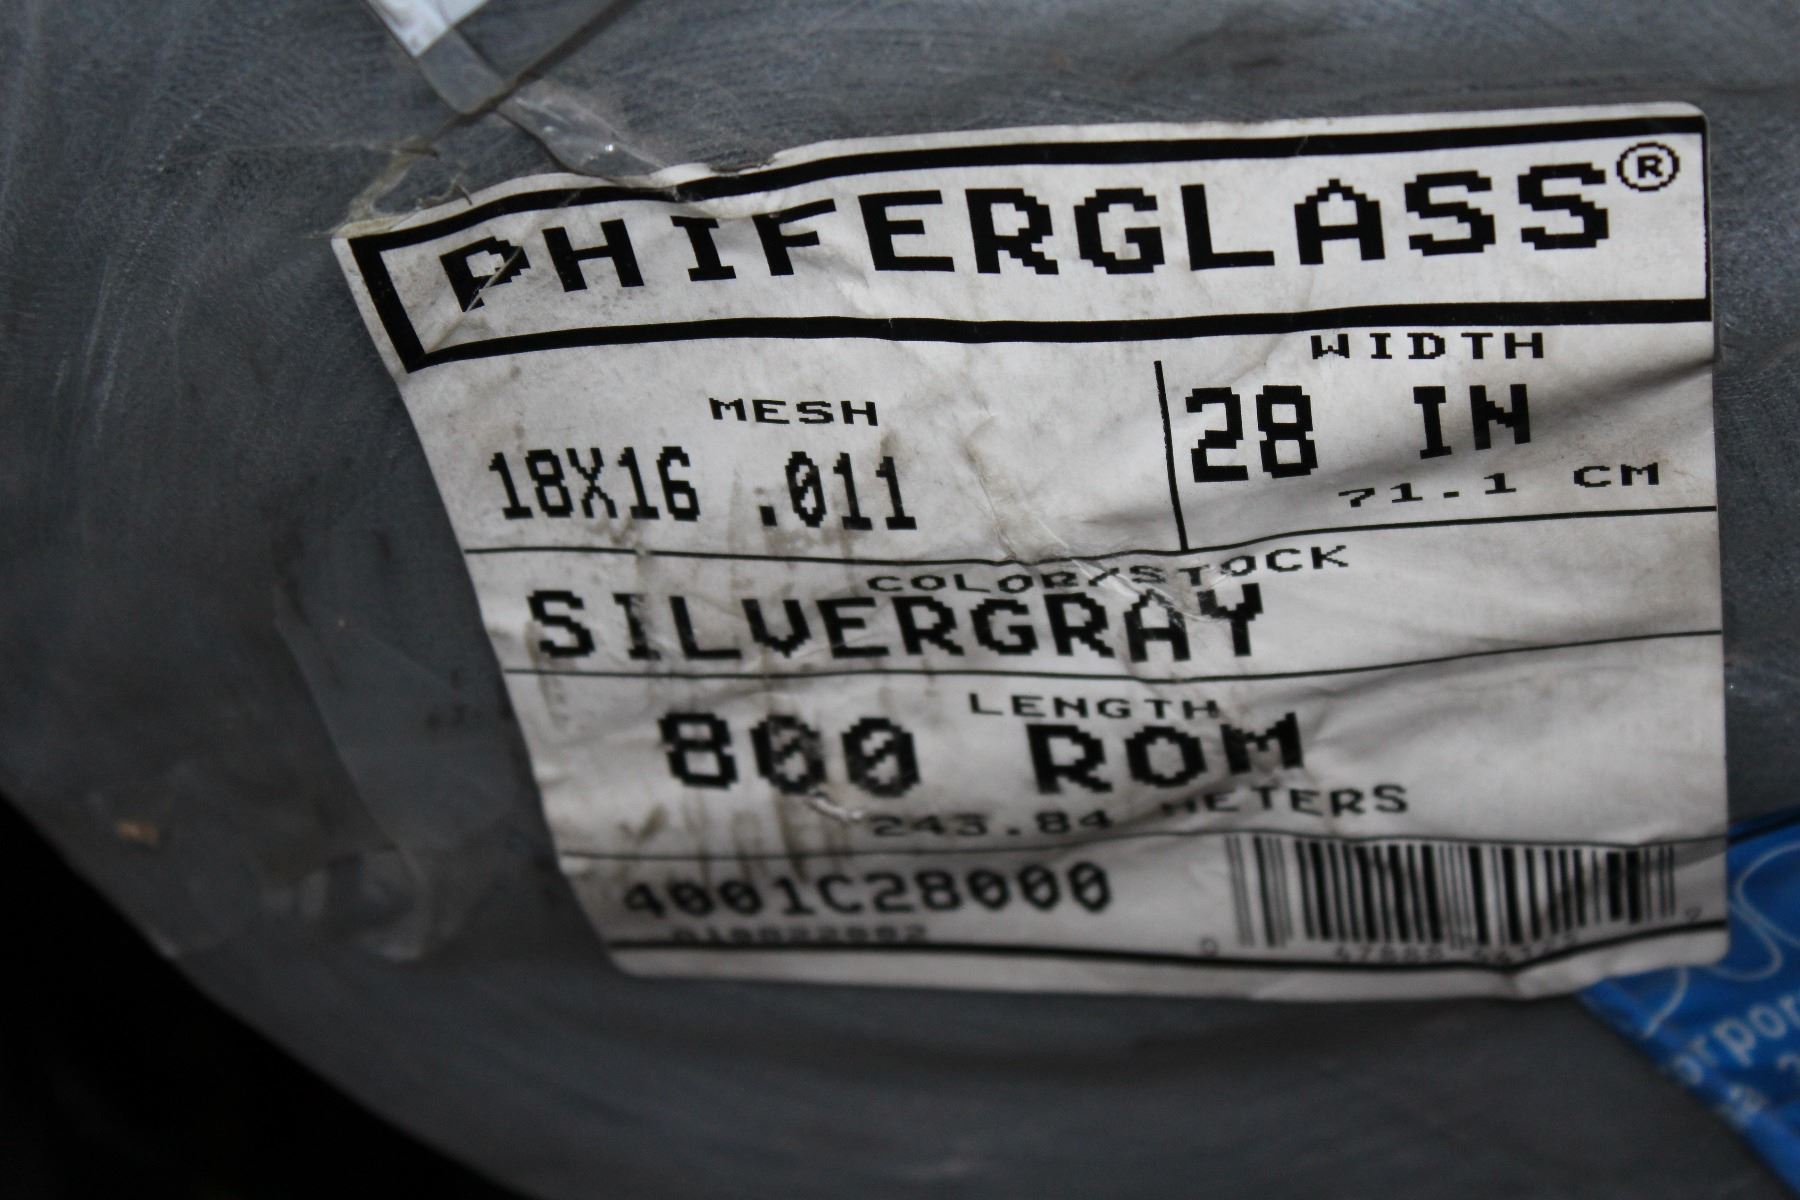 PHIFERGLASS®
MESH
18X16 .011
WIDTH
28 IN
71.1 CM
COLOR/STOCK
SILVERGRAY
LENGTH
800 ROM
243.84 METERS
4001C28000